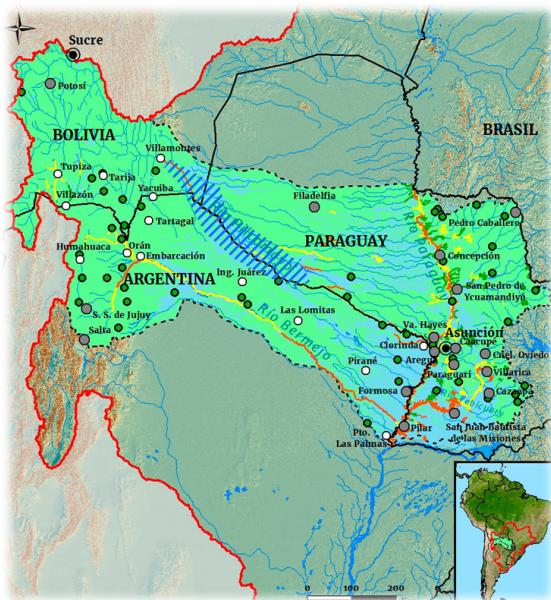 Sucre
Potosí
BOLIVIA
BRASIL
Villamontes
Tupiza
Tarija
Yacuiba
Villazón
Filadelfia
Tartagal
Pedro Caballero
PARAGUAY
Humahuaca
Orán
Embarcación
Concepción
ARGENTINA
Ing. Juárez
San Pedro de
Ycuamandiyú
S. S. de Jujuy
Las Lomitas
Río Bermejo
Salta
Va. Hayes
Asunción
Clorinda
Caacupé
Aregua
Cnel. Oviedo
Pirané
Paraguarí
Villarica
Formosa
Caazapá
Pto.
Las Palmas
Pilar
San Juan Bautista
de las Misiones
0 100 200